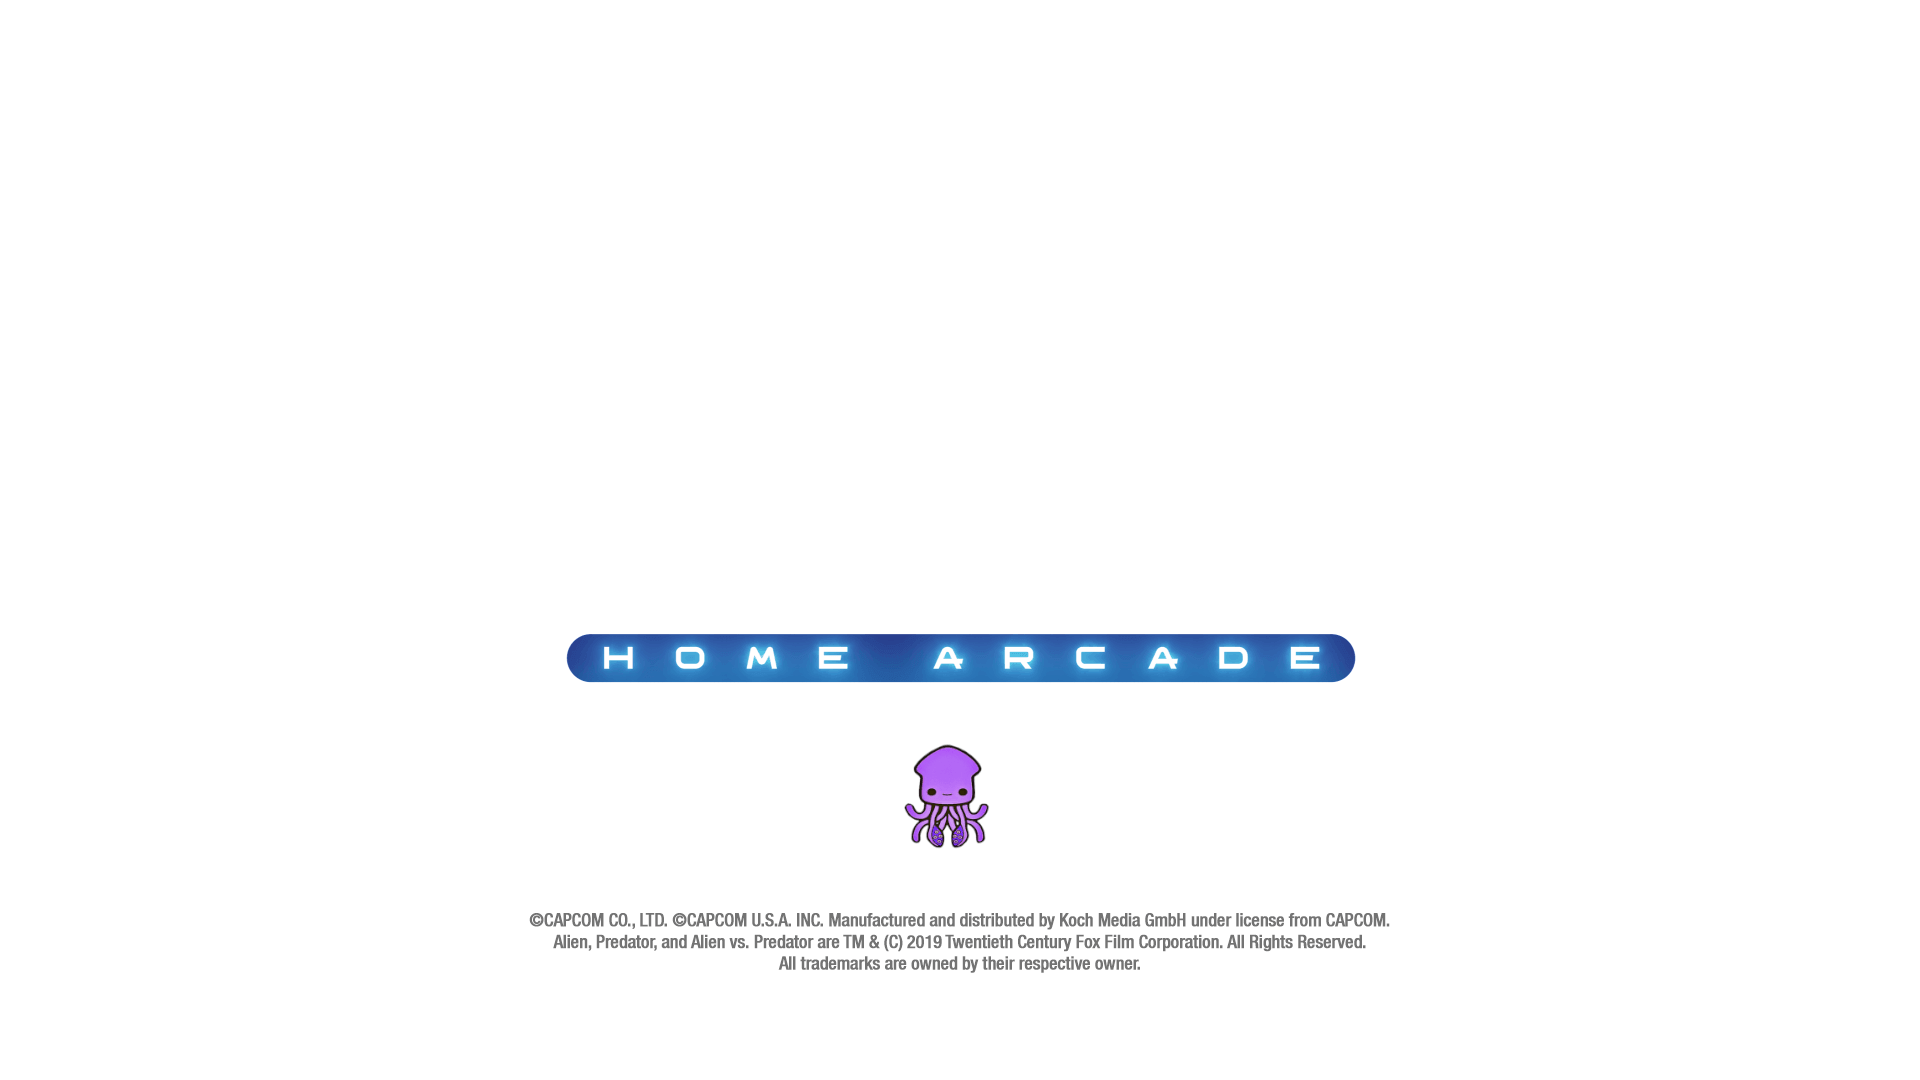 HOME ARCADE
©CAPCOM CO., LTD. ©CAPCOM U.S.A. INC. Manufactured and distributed by Koch Media GmbH under license from CAPCOM.
Alien, Predator, and Alien vs. Predator are TM & (C) 2019 Twentieth Century Fox Film Corporation. All Rights Reserved.
All trademarks are owned by their respective owner.